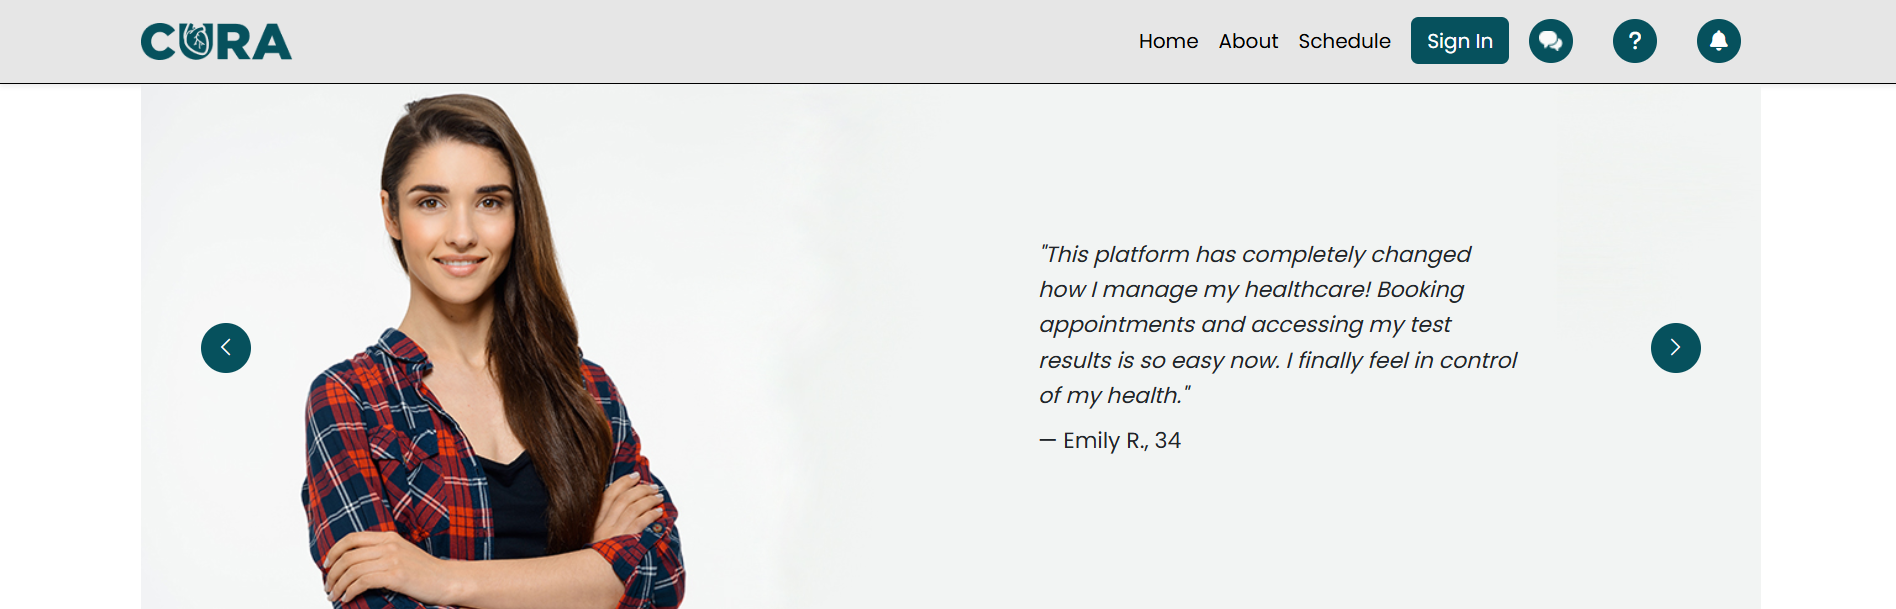 CURA
Home About Schedule Sign In ?
"This platform has completely changed
how I manage my healthcare! Booking
appointments and accessing my test
results is so easy now. I finally feel in control
of my health."
— Emily R., 34